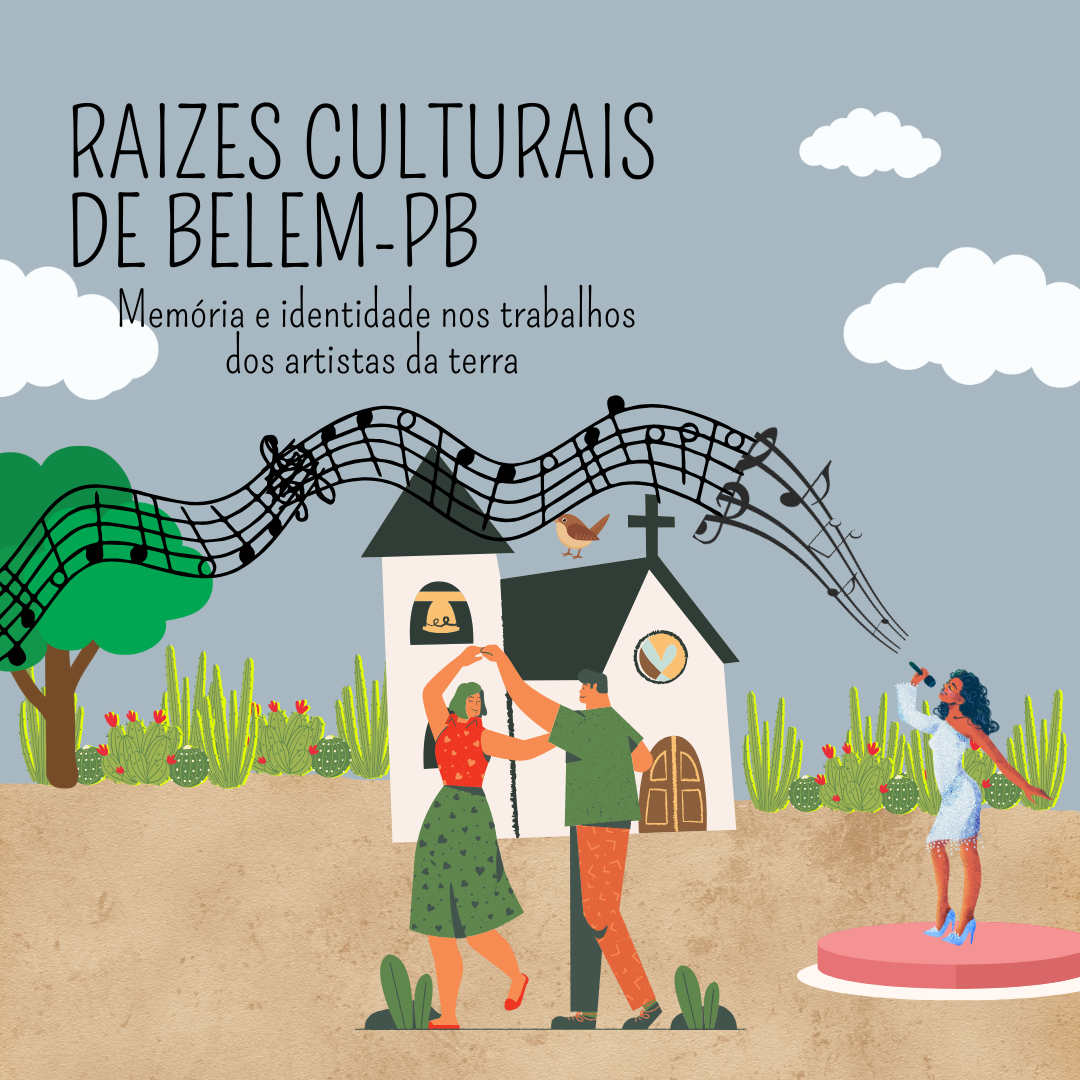 RAIZES CULTURAIS
DE BELEM-PB
Memória e identidade nos trabalhos
dos artistas da terra